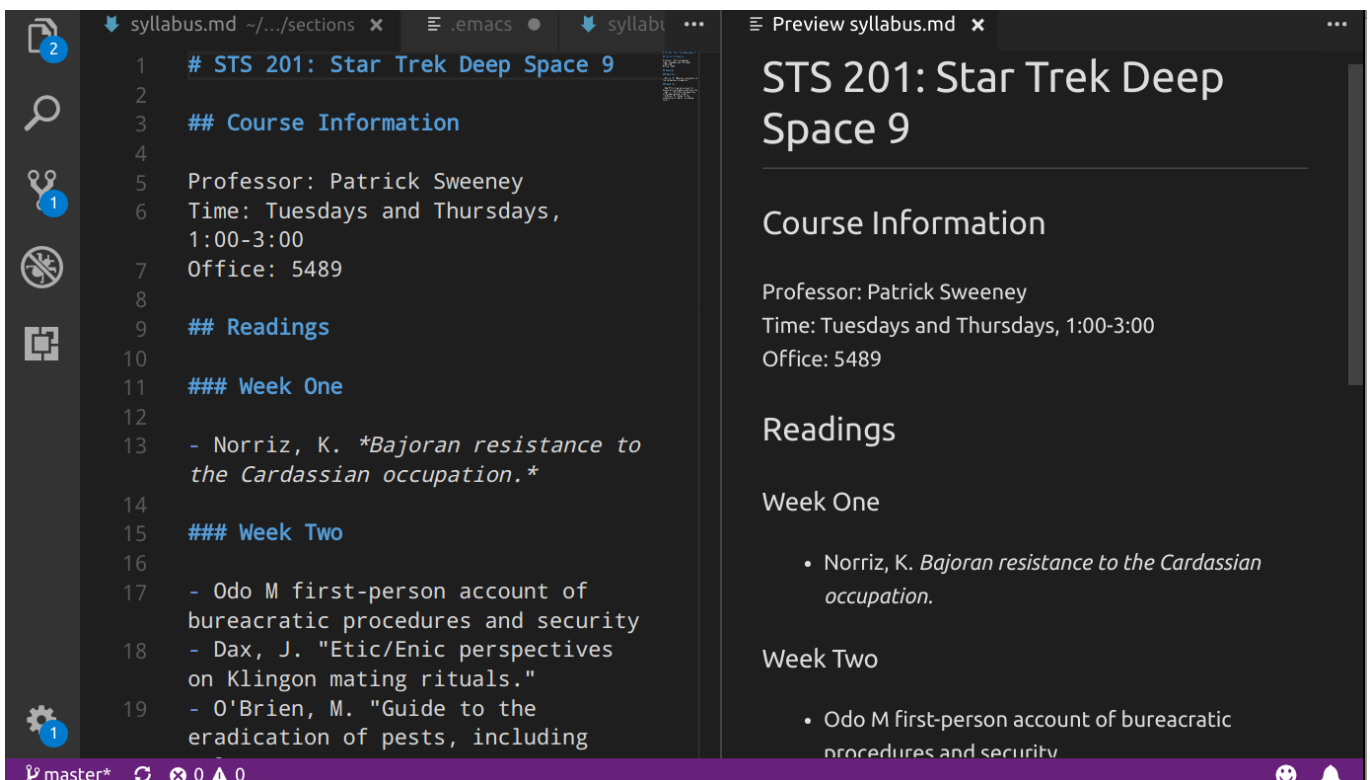 syllabus.md ~/.../sections × .emacs ● syllabu ···
Preview syllabus.md × ···
2
1
1
1 # STS 201: Star Trek Deep Space 9
2
3 ## Course Information
4
5 Professor: Patrick Sweeney
6 Time: Tuesdays and Thursdays,
1:00-3:00
7 Office: 5489
8
9 ## Readings
10
11 ### Week One
12
13 - Norriz, K. *Bajoran resistance to
the Cardassian occupation.*
14
15 ### Week Two
16
17 - Odo M first-person account of
bureacratic procedures and security
18 - Dax, J. "Etic/Enic perspectives
on Klingon mating rituals."
19 - O'Brien, M. "Guide to the
eradication of pests, including
STS 201: Star Trek Deep
Space 9
Course Information
Professor: Patrick Sweeney
Time: Tuesdays and Thursdays, 1:00-3:00
Office: 5489
Readings
Week One
• Norriz, K. Bajoran resistance to the Cardassian
occupation.
Week Two
• Odo M first-person account of bureacratic
procedures and security
master* 0 0